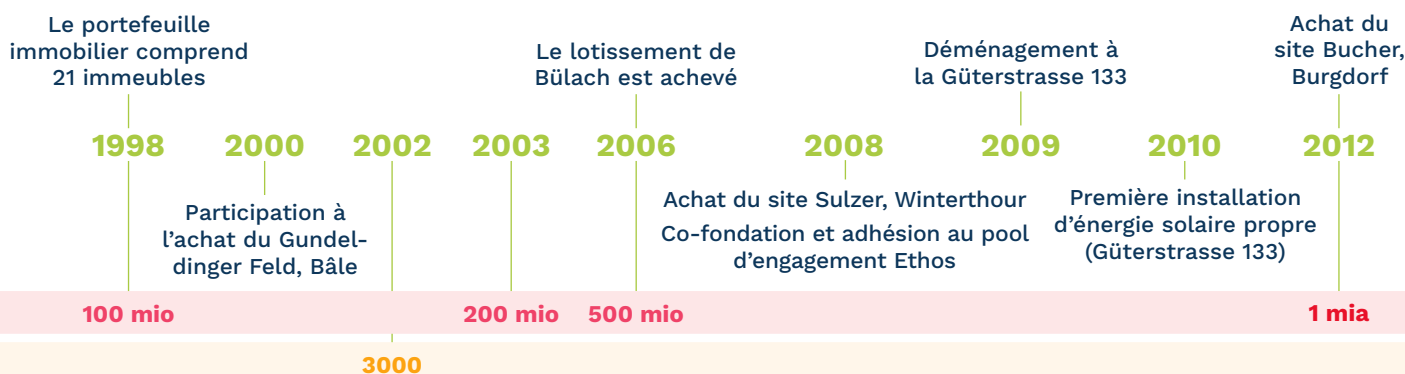 Le portefeuille
immobilier comprend
21 immeubles
Le lotissement de
Bülach est achevé
Déménagement à
la Güterstrasse 133
Achat du
site Bucher,
Burgdorf
1998 2000 2002 2003 2006 2008 2009 2010 2012
Participation à
l’achat du Gundel-
dinger Feld, Bâle
Achat du site Sulzer, Winterthour
Co-fondation et adhésion au pool
d’engagement Ethos
Première installation
d’énergie solaire propre
(Güterstrasse 133)
100 mio 200 mio 500 mio 1 mia
3000